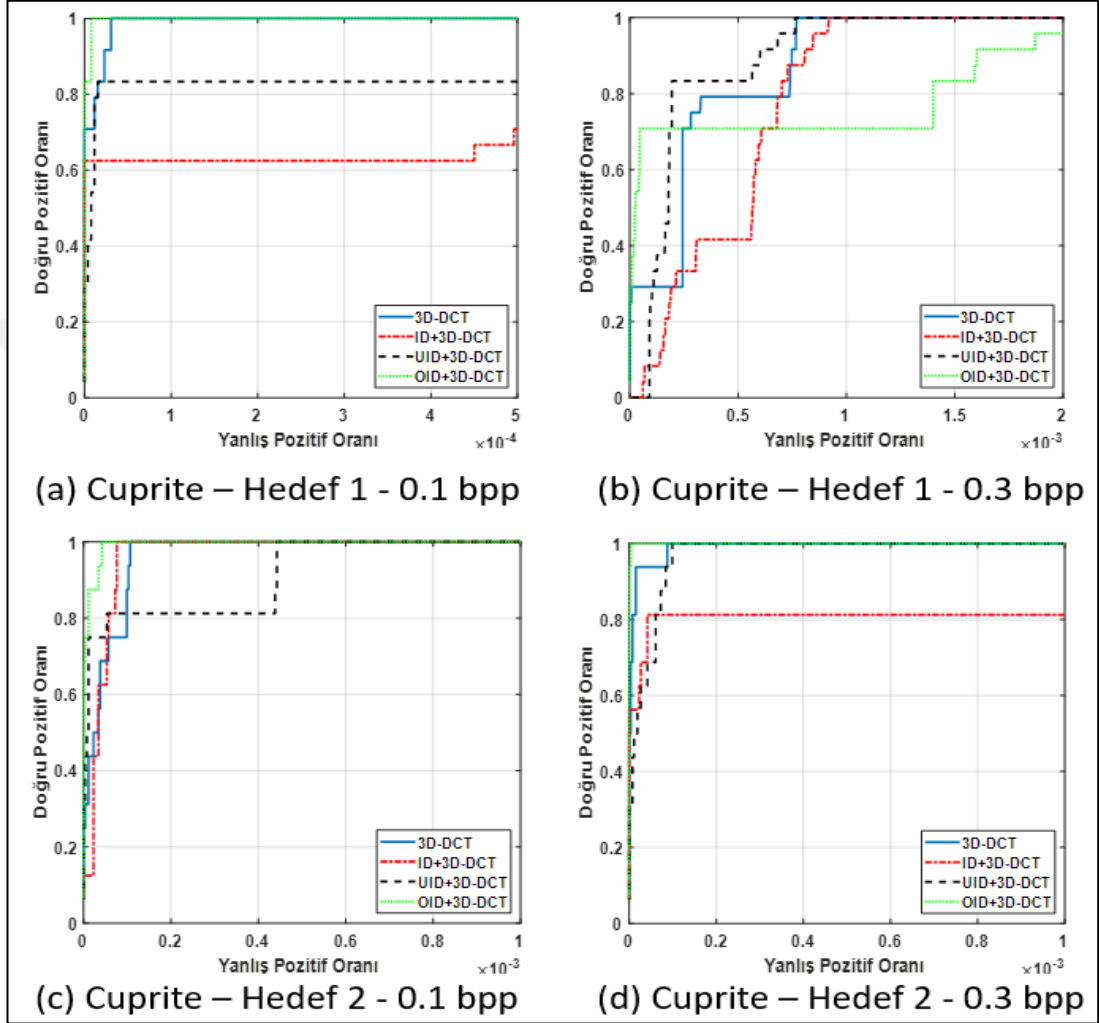 1
0.8
0.6
0.4
0.2
0
Doğru Pozitif Oranı
3D-DCT
ID+3D-DCT
UID+3D-DCT
OID+3D-DCT
0 1 2 3 4 5
Yanlış Pozitif Oranı ×10⁻⁴
(a) Cuprite – Hedef 1 - 0.1 bpp
1
0.8
0.6
0.4
0.2
0
Doğru Pozitif Oranı
3D-DCT
ID+3D-DCT
UID+3D-DCT
OID+3D-DCT
0 0.5 1 1.5 2
Yanlış Pozitif Oranı ×10⁻³
(b) Cuprite – Hedef 1 - 0.3 bpp
1
0.8
0.6
0.4
0.2
0
Doğru Pozitif Oranı
3D-DCT
ID+3D-DCT
UID+3D-DCT
OID+3D-DCT
0 0.2 0.4 0.6 0.8 1
Yanlış Pozitif Oranı ×10⁻³
(c) Cuprite – Hedef 2 - 0.1 bpp
1
0.8
0.6
0.4
0.2
0
Doğru Pozitif Oranı
3D-DCT
ID+3D-DCT
UID+3D-DCT
OID+3D-DCT
0 0.2 0.4 0.6 0.8 1
Yanlış Pozitif Oranı ×10⁻³
(d) Cuprite – Hedef 2 - 0.3 bpp